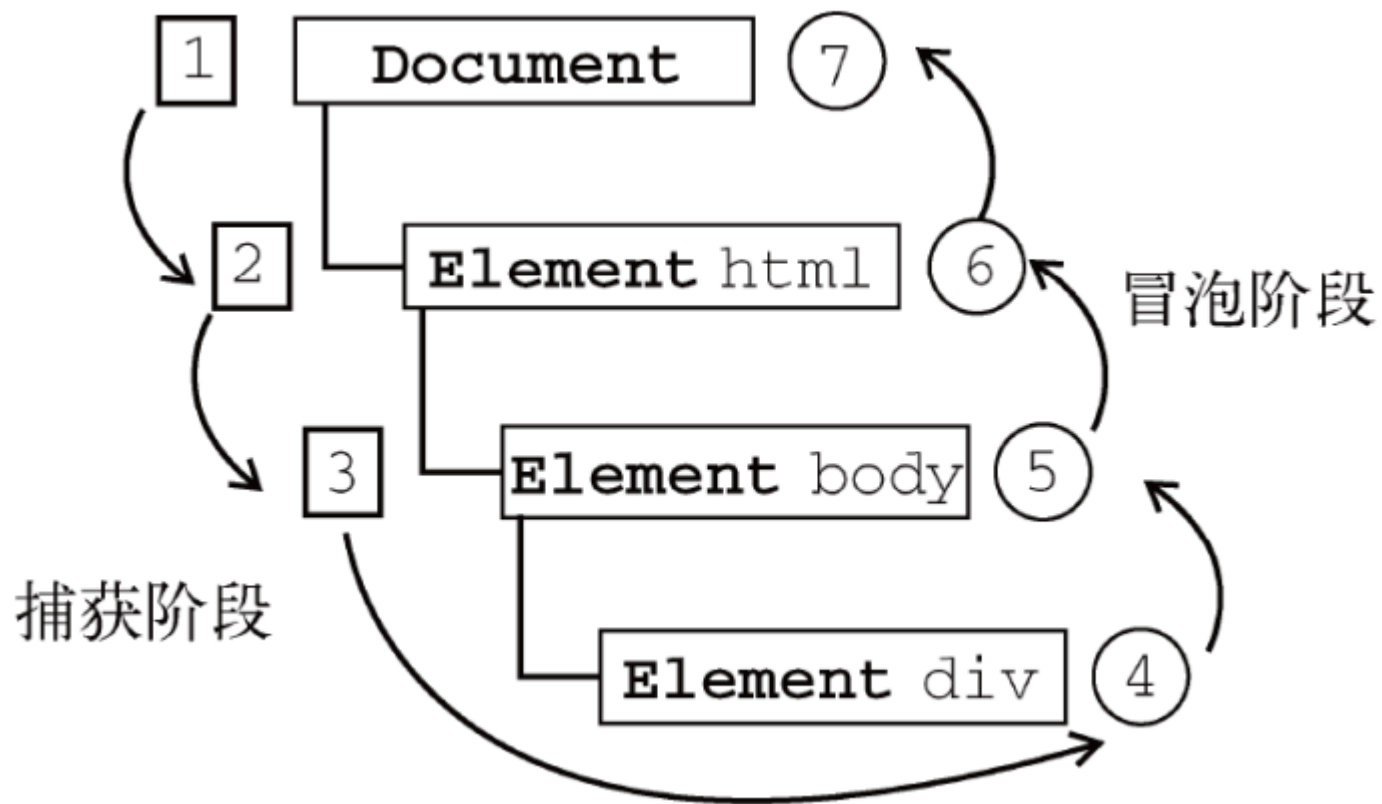 1 Document 7
2 Element html 6
冒泡阶段
3 Element body 5
捕获阶段
Element div 4